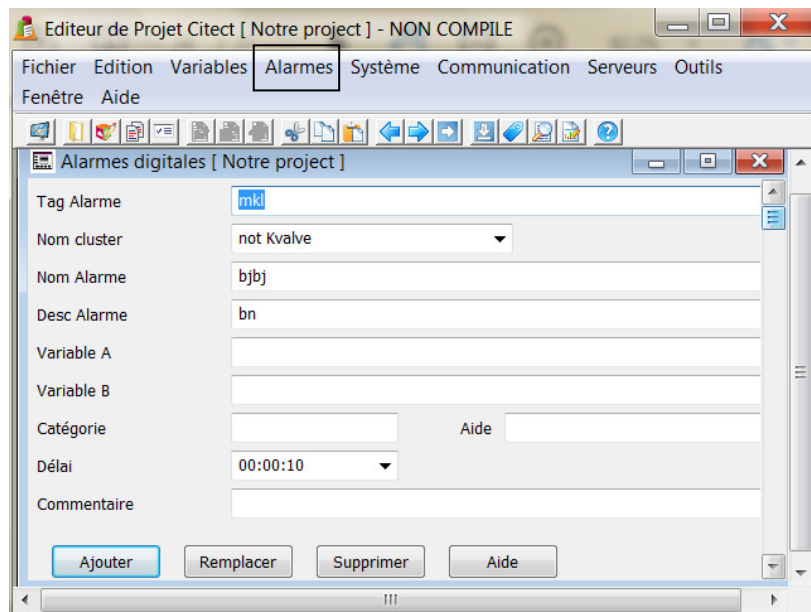 Editeur de Projet Citect [ Notre project ] - NON COMPILE
Fichier Edition Variables Alarmes Système Communication Serveurs Outils
Fenêtre Aide
Alarmes digitales [ Notre project ]
Tag Alarme mkl
Nom cluster not Kvalve
Nom Alarme bjbj
Desc Alarme bn
Variable A
Variable B
Catégorie Aide
Délai 00:00:10
Commentaire
Ajouter Remplacer Supprimer Aide